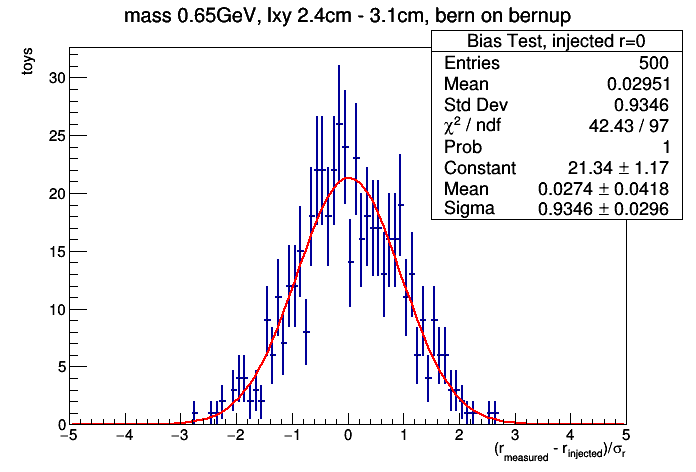 mass 0.65GeV, lxy 2.4cm - 3.1cm, bern on bernup
Bias Test, injected r=0
Entries 500
Mean 0.02951
Std Dev 0.9346
χ² / ndf 42.43 / 97
Prob 1
Constant 21.34 ± 1.17
Mean 0.0274 ± 0.0418
Sigma 0.9346 ± 0.0296
toys
30
25
20
15
10
5
0
−5 −4 −3 −2 −1 0 1 2 3 4 5
(r_measured - r_injected)/σ_r